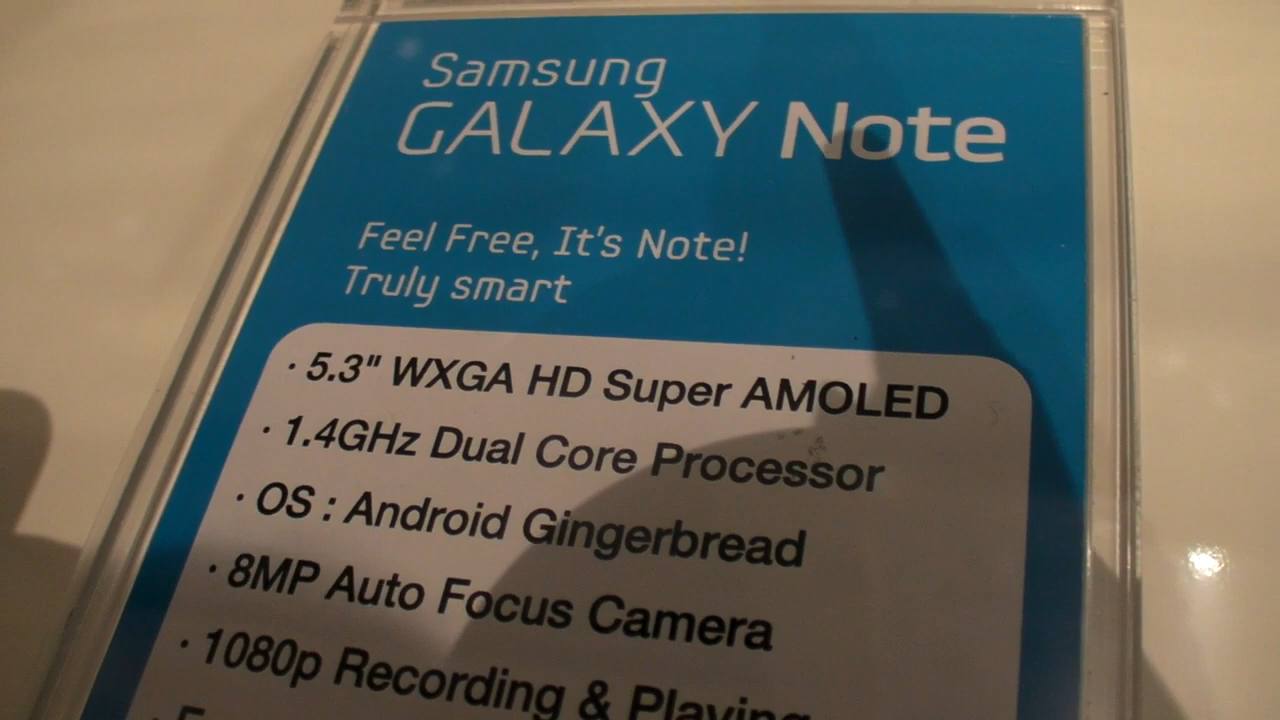 Samsung
GALAXY Note
Feel Free, It's Note!
Truly smart
· 5.3" WXGA HD Super AMOLED
· 1.4GHz Dual Core Processor
· OS : Android Gingerbread
· 8MP Auto Focus Camera
· 1080p Recording & Playing